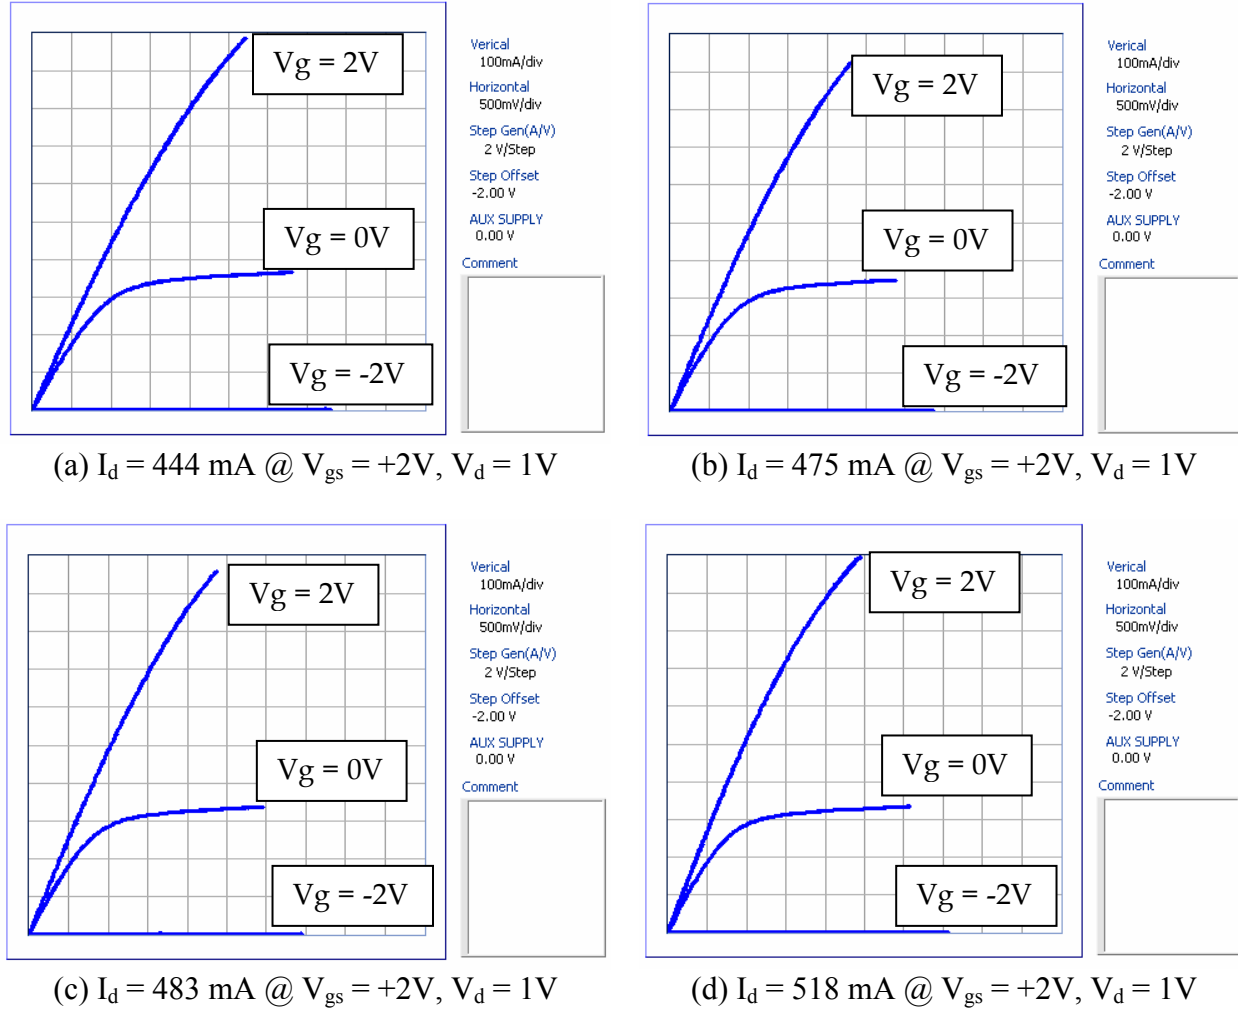 Vg = 2V
Vg = 0V
Vg = -2V
Verical
100mA/div
Horizontal
500mV/div
Step Gen(A/V)
2 V/Step
Step Offset
-2.00 V
AUX SUPPLY
0.00 V
Comment
(a) Id = 444 mA @ Vgs = +2V, Vd = 1V
Vg = 2V
Vg = 0V
Vg = -2V
Verical
100mA/div
Horizontal
500mV/div
Step Gen(A/V)
2 V/Step
Step Offset
-2.00 V
AUX SUPPLY
0.00 V
Comment
(b) Id = 475 mA @ Vgs = +2V, Vd = 1V
Vg = 2V
Vg = 0V
Vg = -2V
Verical
100mA/div
Horizontal
500mV/div
Step Gen(A/V)
2 V/Step
Step Offset
-2.00 V
AUX SUPPLY
0.00 V
Comment
(c) Id = 483 mA @ Vgs = +2V, Vd = 1V
Vg = 2V
Vg = 0V
Vg = -2V
Verical
100mA/div
Horizontal
500mV/div
Step Gen(A/V)
2 V/Step
Step Offset
-2.00 V
AUX SUPPLY
0.00 V
Comment
(d) Id = 518 mA @ Vgs = +2V, Vd = 1V